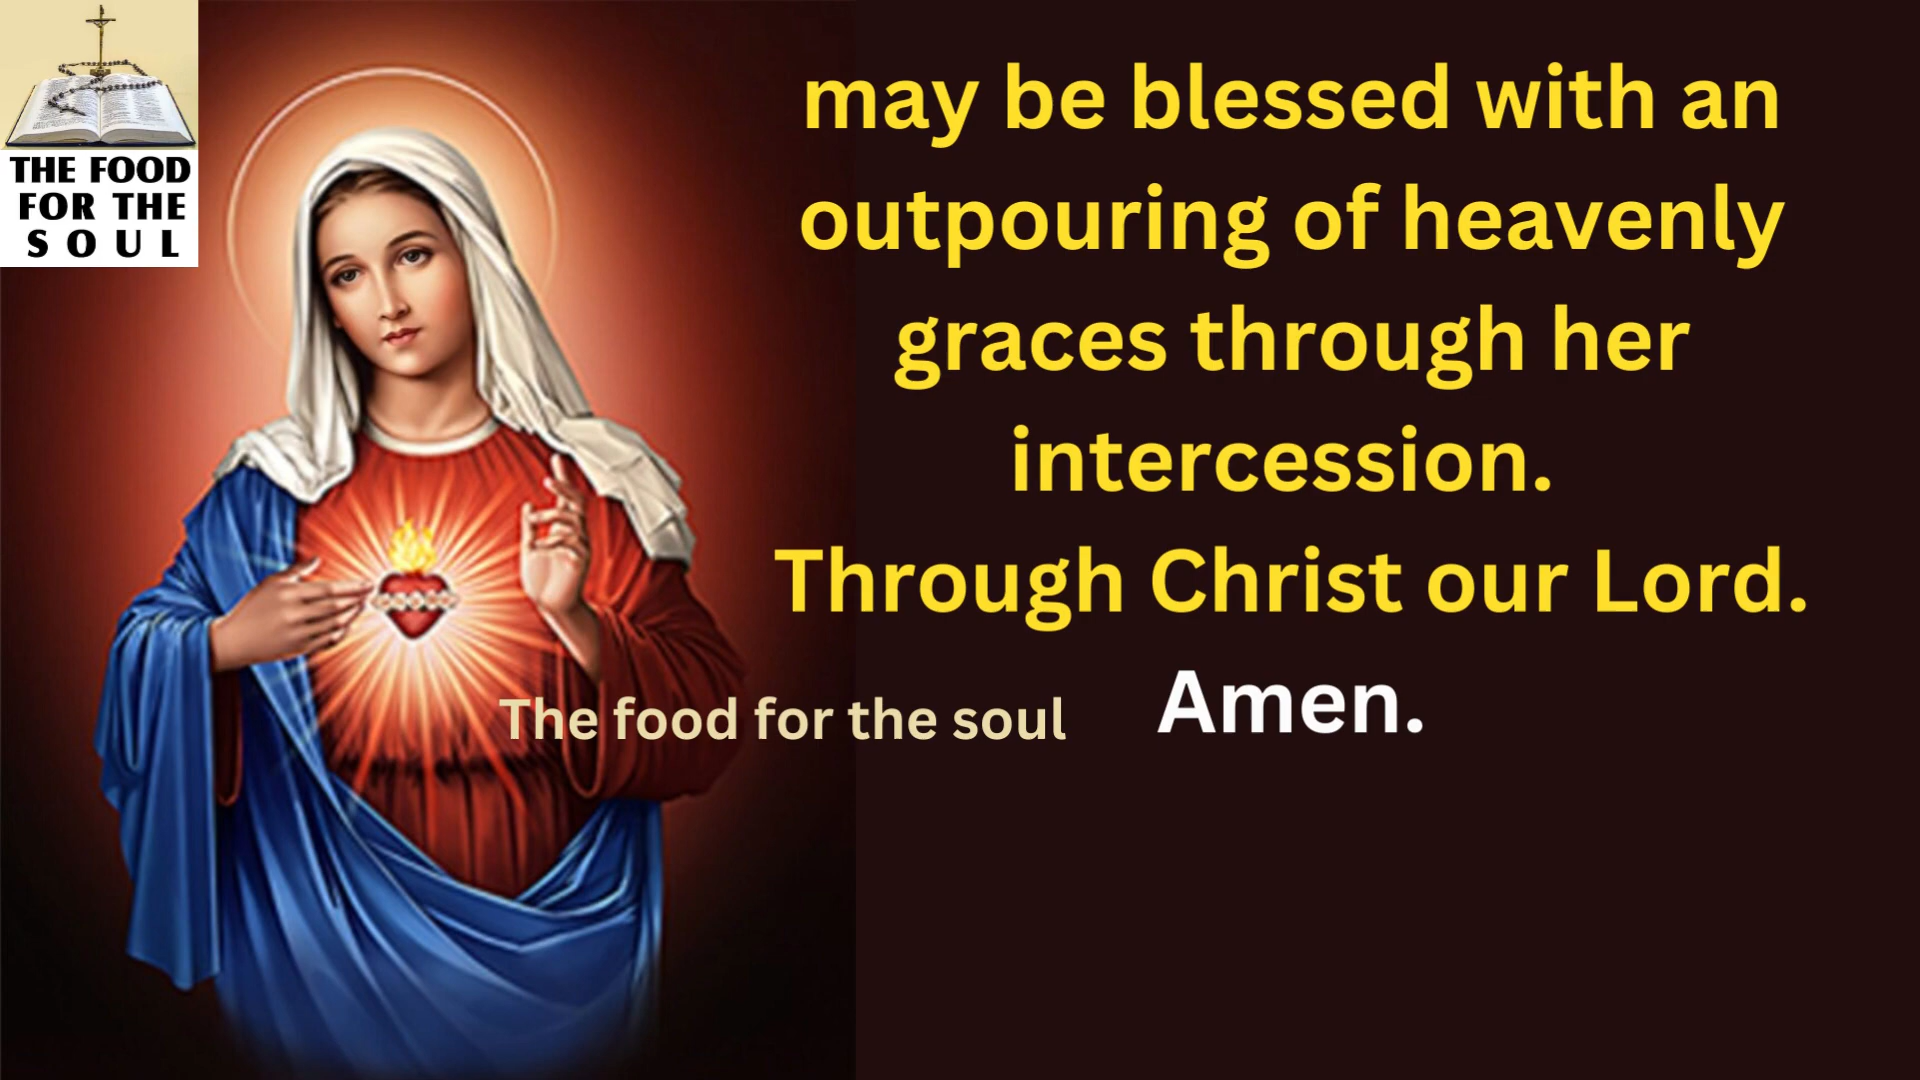 THE FOOD
FOR THE
SOUL
may be blessed with an
outpouring of heavenly
graces through her
intercession.
Through Christ our Lord.
Amen.
The food for the soul